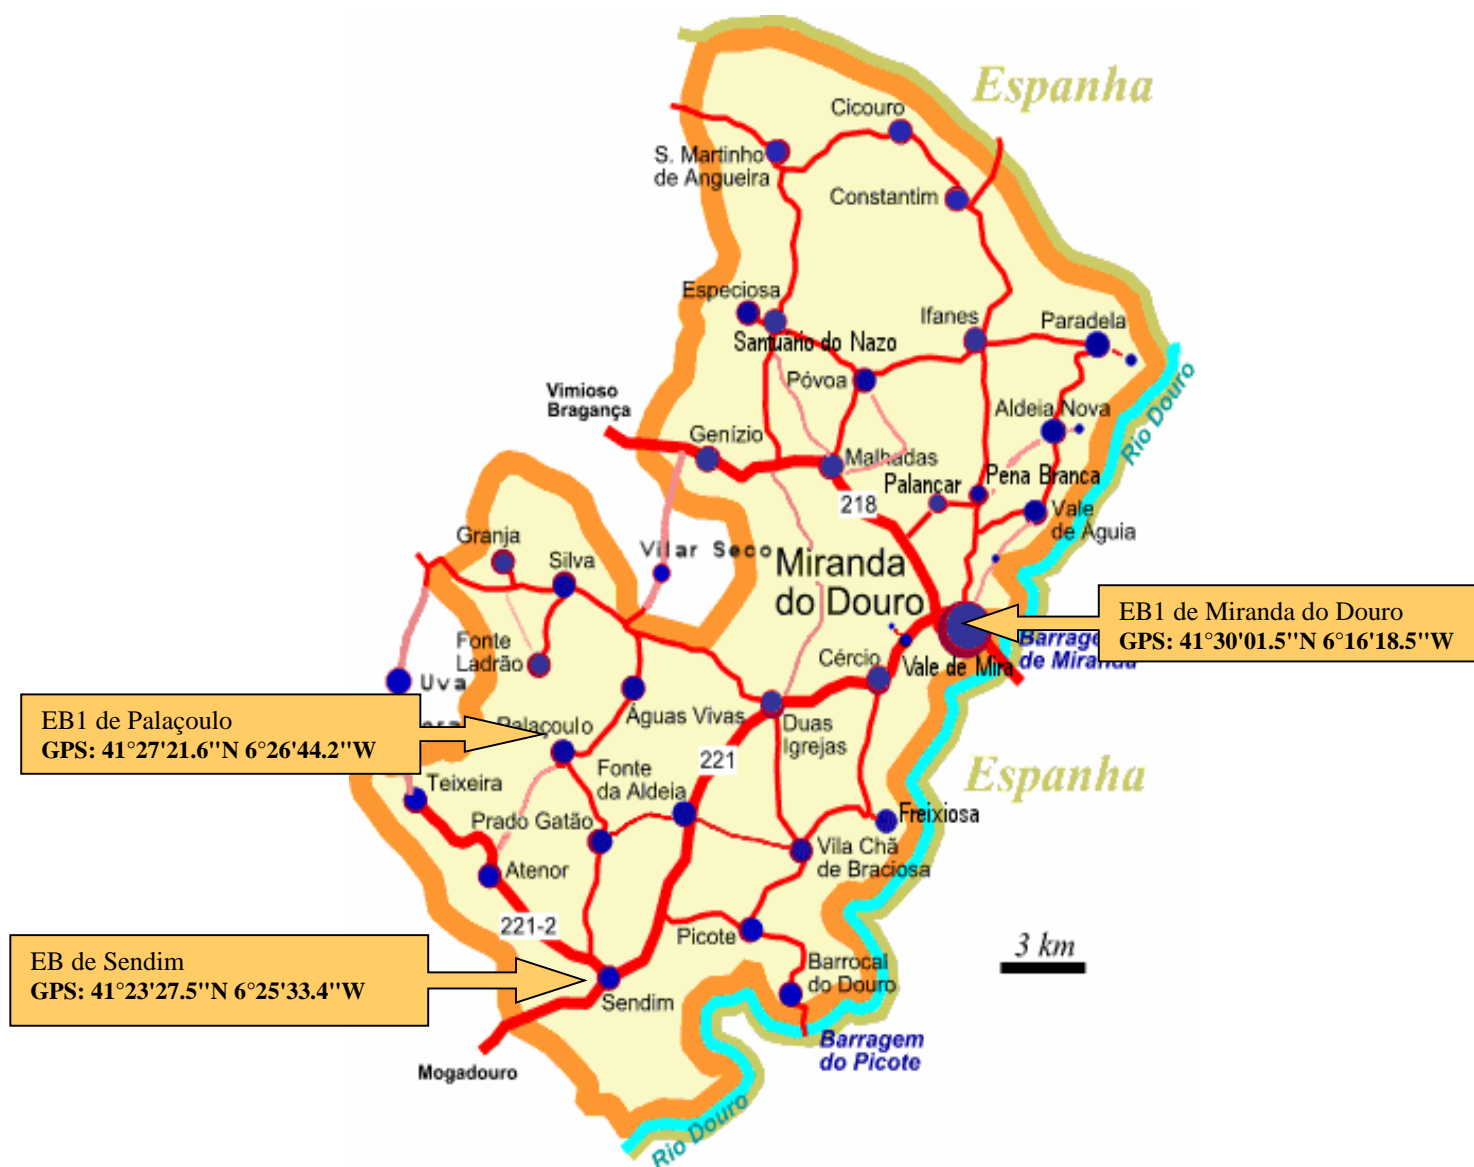 Espanha
Cicouro
S. Martinho
de Angueira
Constantim
Especiosa
Santuário do Nazo
Ifanes
Paradela
Póvoa
Vimioso
Bragança
Aldeia Nova
Rio Douro
Genízio
Malhadas
Palançar
Pena Branca
218
Vale
de Águia
Granja
Silva
Vilar Seco
Miranda
do Douro
EB1 de Miranda do Douro
GPS: 41°30'01.5"N 6°16'18.5"W
Barragem
de Miranda
Fonte
Ladrão
Cércio
Vale de Mira
Uva
EB1 de Palaçoulo
GPS: 41°27'21.6"N 6°26'44.2"W
Palaçoulo
Águas Vivas
Duas
Igrejas
221
Espanha
Teixeira
Fonte
da Aldeia
Prado Gatão
Freixiosa
Vila Chã
de Braciosa
Atenor
221-2
Picote
3 km
EB de Sendim
GPS: 41°23'27.5"N 6°25'33.4"W
Barrocal
do Douro
Sendim
Barragem
do Picote
Mogadouro
Rio Douro